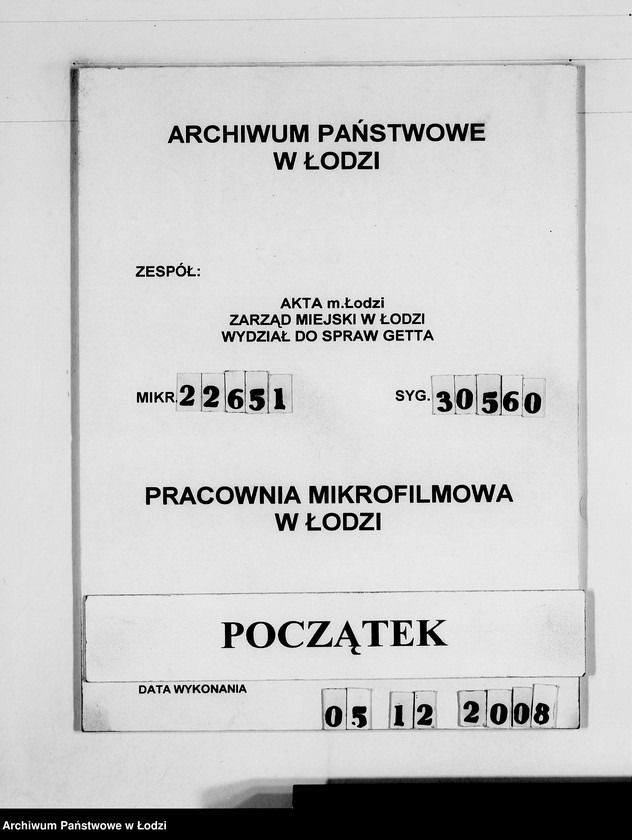 ARCHIWUM PAŃSTWOWE
W ŁODZI
ZESPÓŁ:
AKTA m.Łodzi
ZARZĄD MIEJSKI W ŁODZI
WYDZIAŁ DO SPRAW GETTA
MIKR. 22651 SYG. 30560
PRACOWNIA MIKROFILMOWA
W ŁODZI
POCZĄTEK
DATA WYKONANIA 05 12 2008
Archiwum Państwowe w Łodzi